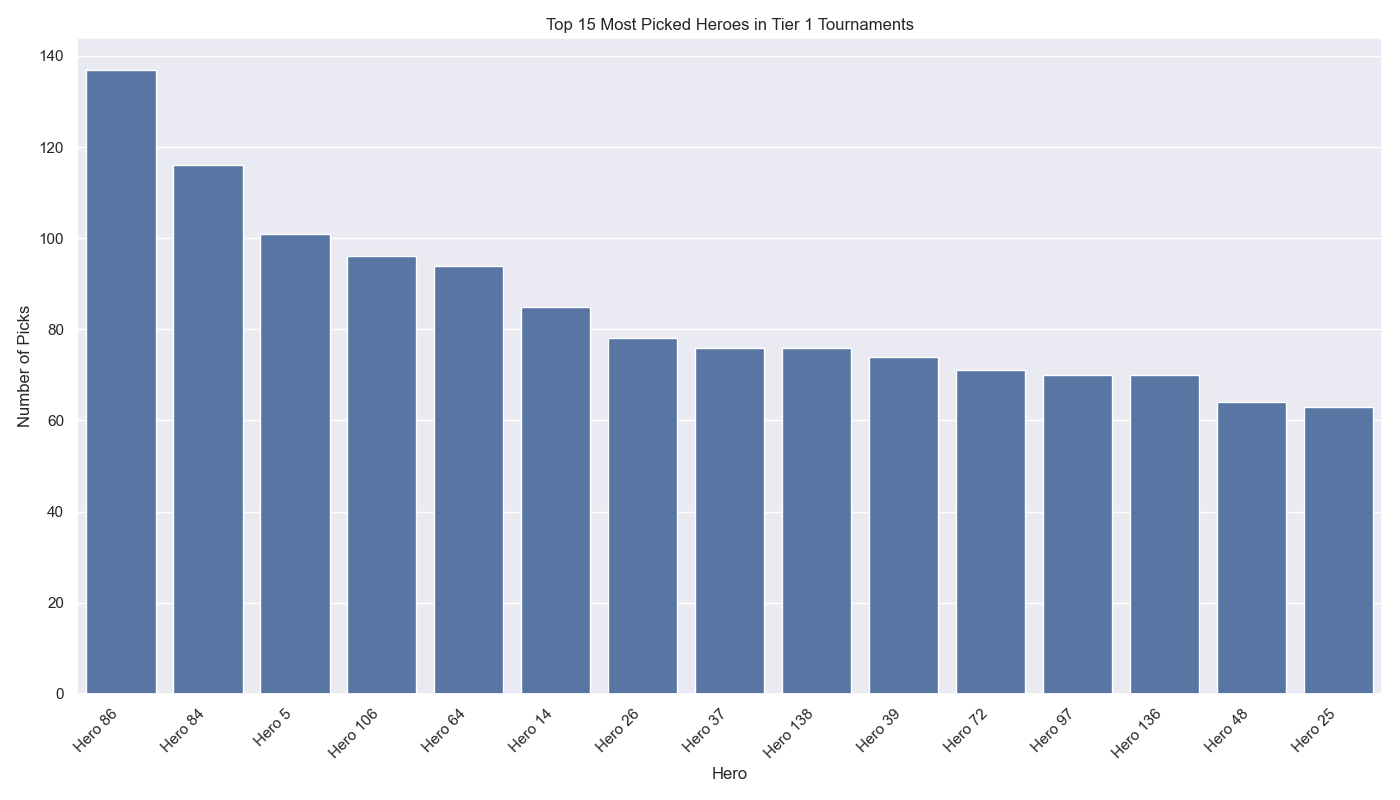 Top 15 Most Picked Heroes in Tier 1 Tournaments
Number of Picks
140
120
100
80
60
40
20
0
Hero 86
Hero 84
Hero 5
Hero 106
Hero 64
Hero 14
Hero 26
Hero 37
Hero 138
Hero 39
Hero 72
Hero 97
Hero 136
Hero 48
Hero 25
Hero